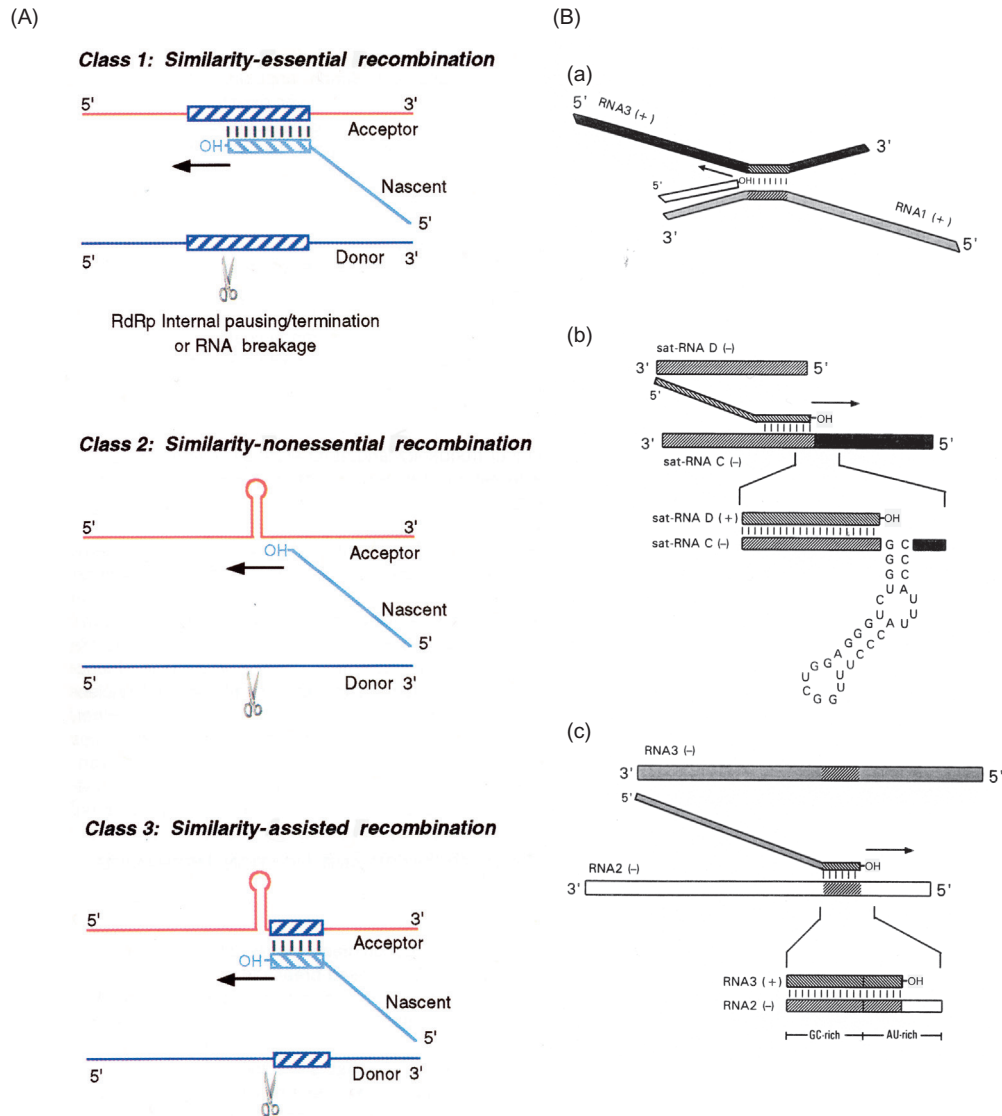 (A)
Class 1: Similarity-essential recombination
5' 3'
Acceptor
OH
Nascent
5'
5' Donor 3'
RdRp Internal pausing/termination
or RNA breakage
Class 2: Similarity-nonessential recombination
5' 3'
Acceptor
OH
Nascent
5'
5' Donor 3'
Class 3: Similarity-assisted recombination
5' 3'
Acceptor
OH
Nascent
5'
5' Donor 3'
(B)
(a)
5' RNA3 (+)
3'
OH
5'
RNA1 (+)
3' 5'
(b)
sat-RNA D (–)
3' 5'
5'
OH
3' 5'
sat-RNA C (–)
sat-RNA D (+) OH
sat-RNA C (–)
G C
G C
G C
U A
C U
U U
G A U
G C
G C
G C
A U
G U
G U
U G
C G G
(c)
RNA3 (–)
3' 5'
5'
OH
RNA2 (–)
3' 5'
RNA3 (+) OH
RNA2 (–)
GC-rich AU-rich